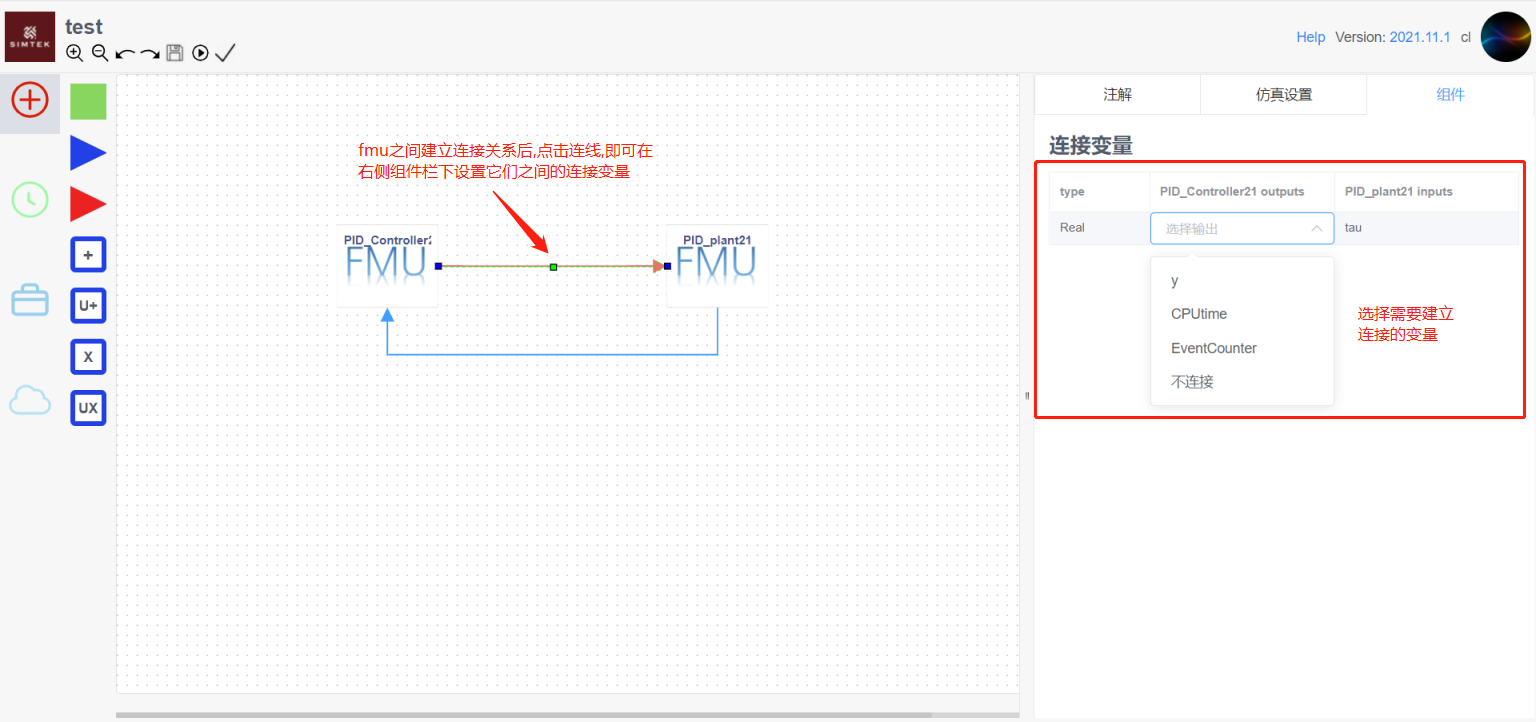 test
SIMTEK
Help Version: 2021.11.1 cl
注解 仿真设置 组件
连接变量
type PID_Controller21 outputs PID_plant21 inputs
Real 选择输出 tau
y
CPUtime
EventCounter
不连接
选择需要建立
连接的变量
fmu之间建立连接关系后,点击连线,即可在
右侧组件栏下设置它们之间的连接变量
PID_Controller2 PID_plant21
FMU FMU
+
U+
X
UX